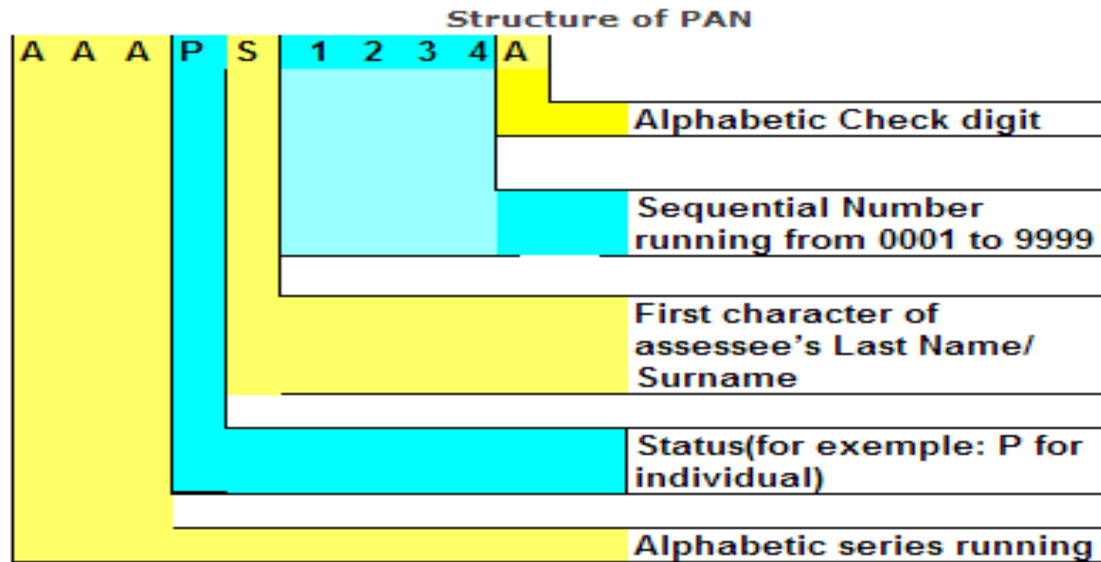 Structure of PAN
A A A P S 1 2 3 4 A
Alphabetic Check digit
Sequential Number
running from 0001 to 9999
First character of
assessee's Last Name/
Surname
Status(for exemple: P for
individual)
Alphabetic series running